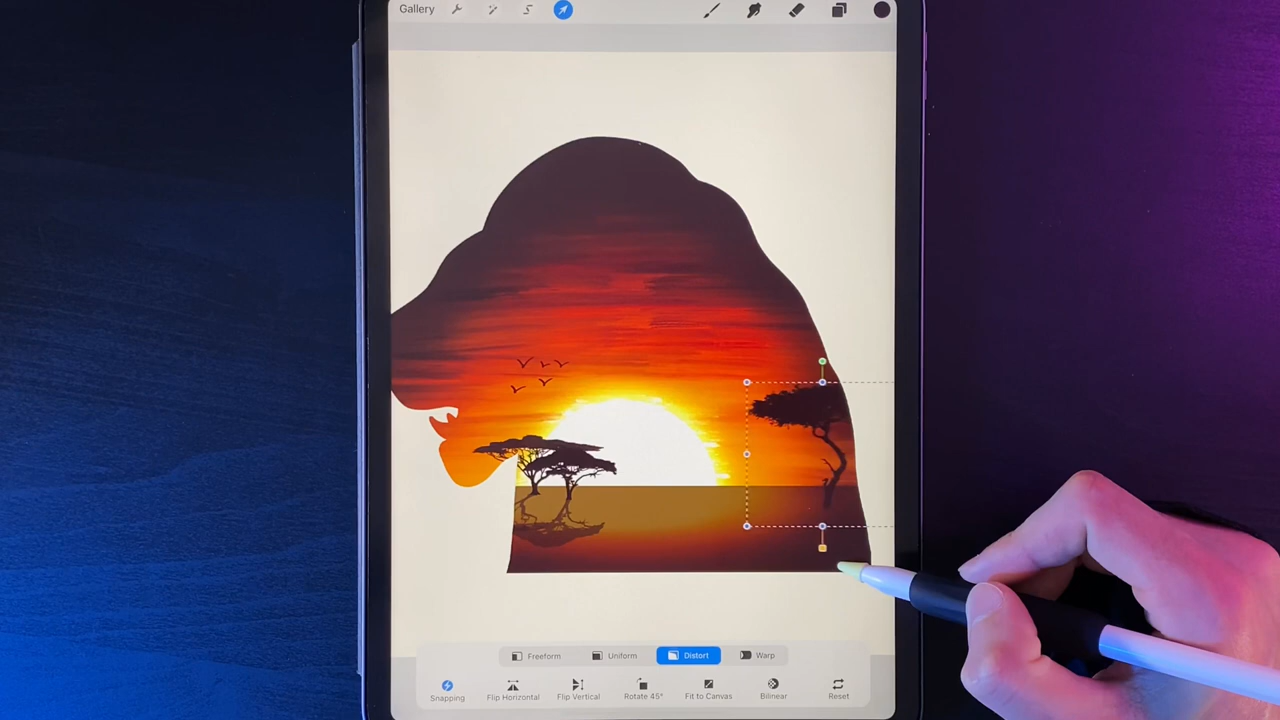 Gallery
Freeform Uniform Distort Warp
Snapping Flip Horizontal Flip Vertical Rotate 45° Fit to Canvas Bilinear Reset